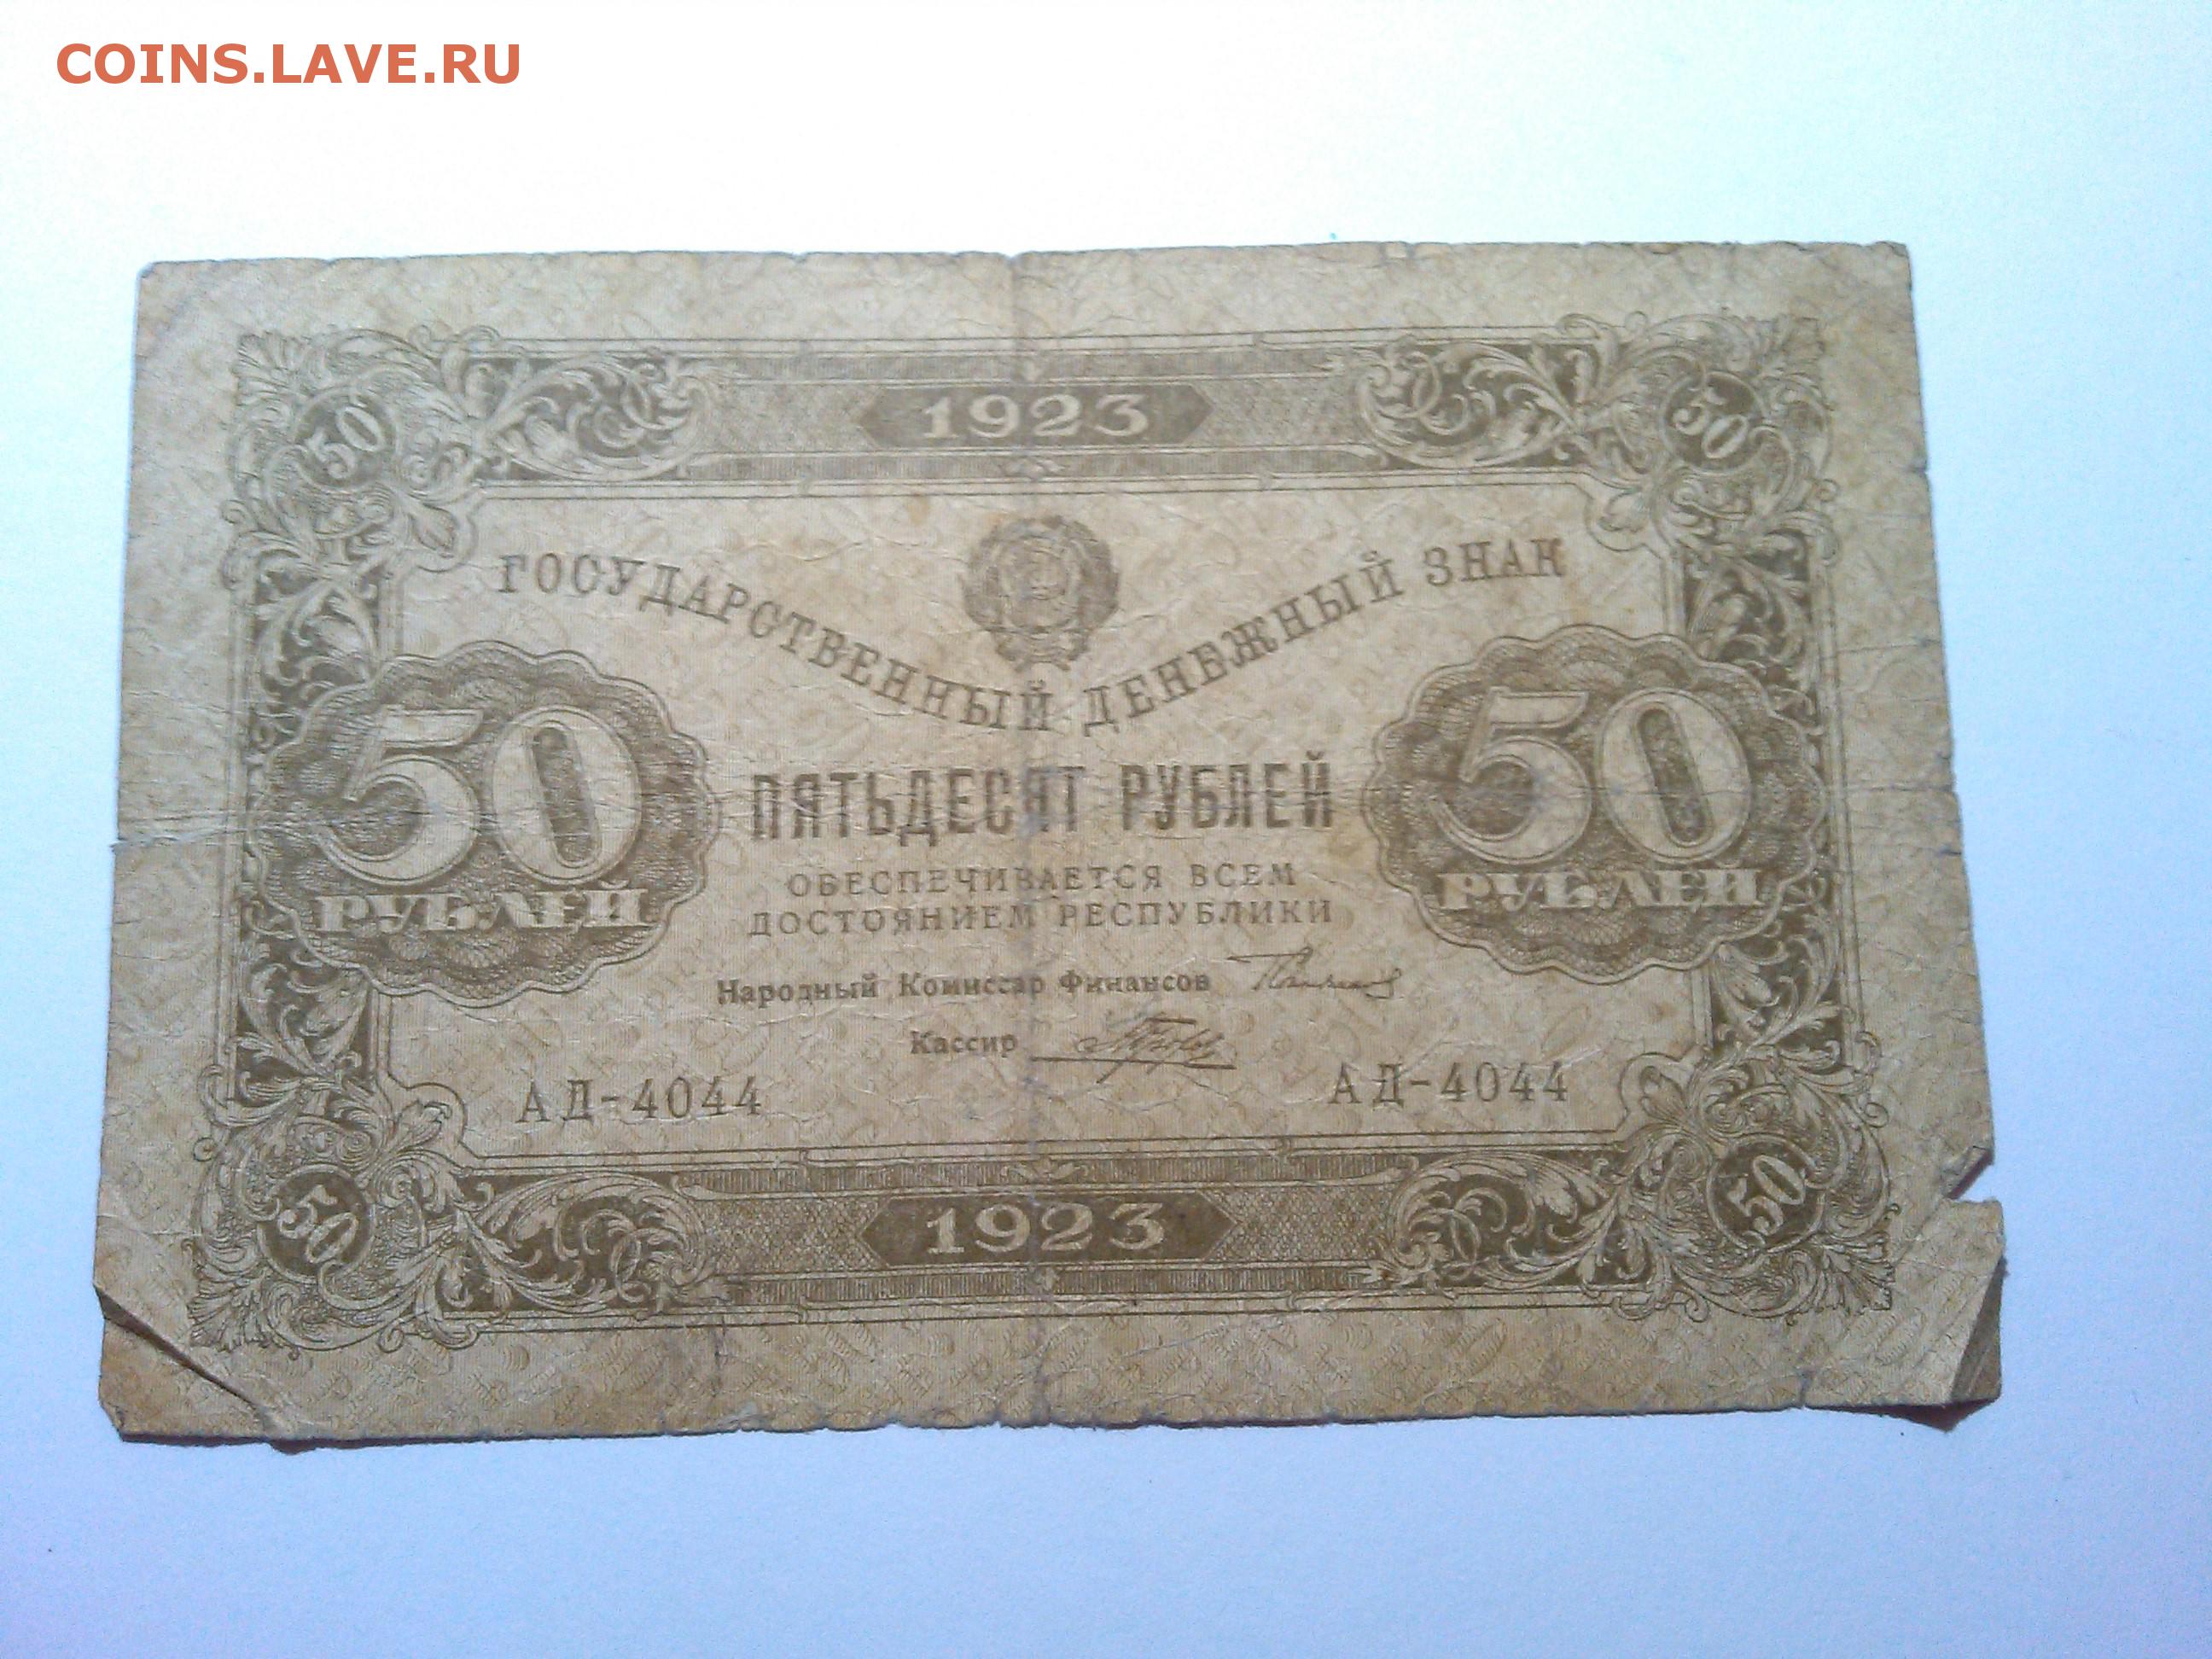 COINS.LAVE.RU
1923
50 50
ГОСУДАРСТВЕННЫЙ ДЕНЕЖНЫЙ ЗНАК
50 РУБЛЕЙ
ПЯТЬДЕСЯТ РУБЛЕЙ
50 РУБЛЕЙ
ОБЕСПЕЧИВАЕТСЯ ВСЕМ
ДОСТОЯНИЕМ РЕСПУБЛИКИ
Народный Комиссар Финансов
Кассир
АД-4044 АД-4044
50 50
1923